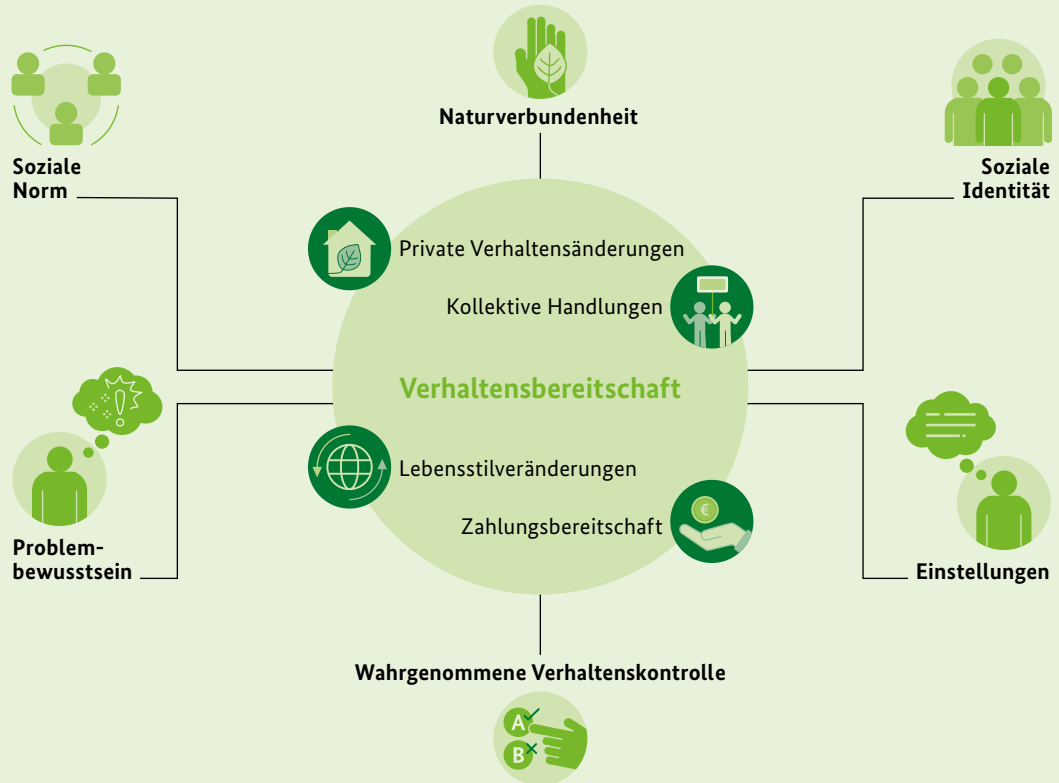 Naturverbundenheit
Soziale
Norm
Soziale
Identität
Private Verhaltensänderungen
Kollektive Handlungen
Verhaltensbereitschaft
Lebensstilveränderungen
€
Zahlungsbereitschaft
Problem-
bewusstsein
Einstellungen
Wahrgenommene Verhaltenskontrolle
A
B